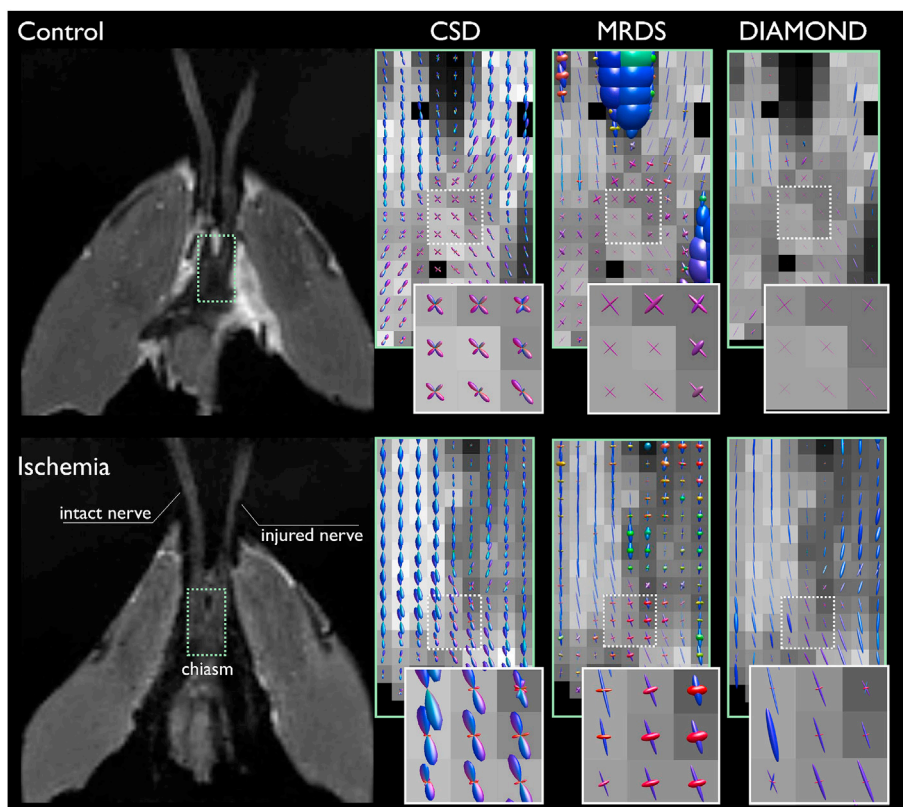 Control
CSD
MRDS
DIAMOND
Ischemia
intact nerve
injured nerve
chiasm